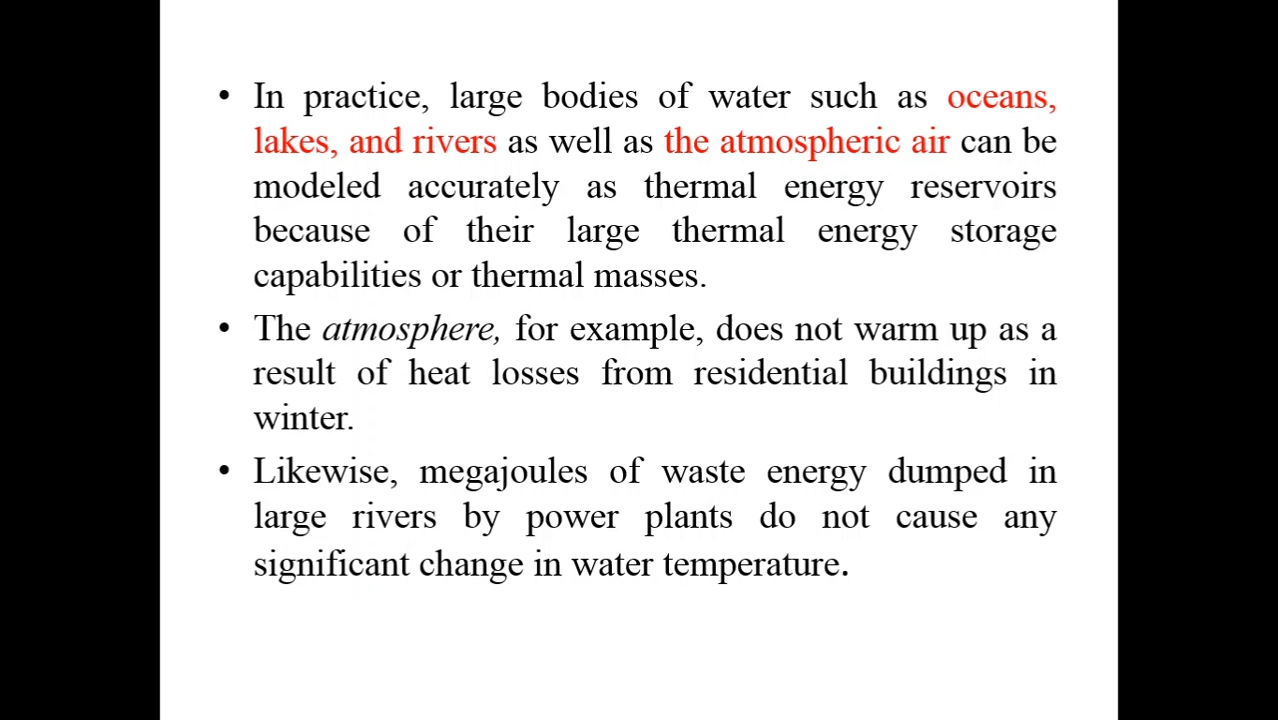 • In practice, large bodies of water such as oceans,
lakes, and rivers as well as the atmospheric air can be
modeled accurately as thermal energy reservoirs
because of their large thermal energy storage
capabilities or thermal masses.
• The atmosphere, for example, does not warm up as a
result of heat losses from residential buildings in
winter.
• Likewise, megajoules of waste energy dumped in
large rivers by power plants do not cause any
significant change in water temperature.